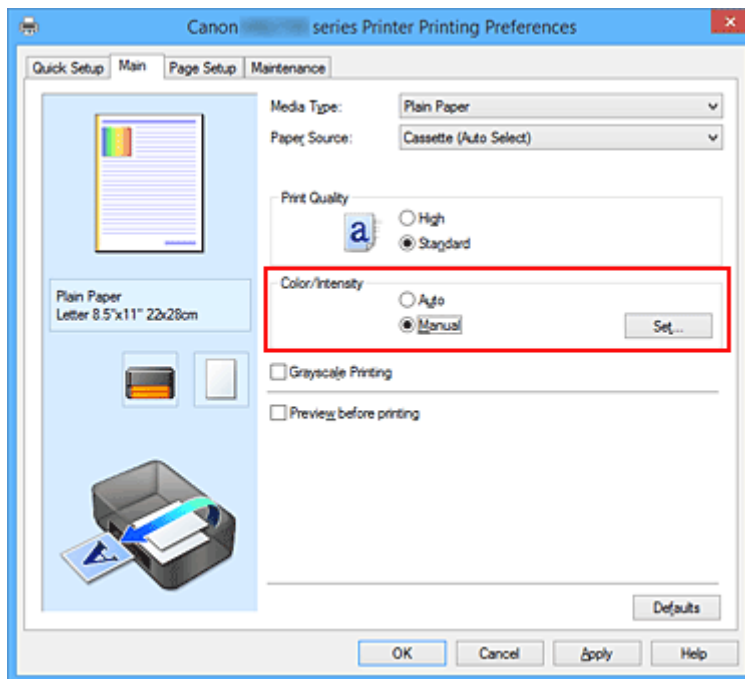 Canon series Printer Printing Preferences
Quick Setup Main Page Setup Maintenance
Media Type: Plain Paper
Paper Source: Cassette (Auto Select)
Print Quality
a
High
Standard
Color/Intensity
Auto
Manual
Set...
Plain Paper
Letter 8.5"x11" 22x28cm
Grayscale Printing
Preview before printing
A
Defaults
OK Cancel Apply Help